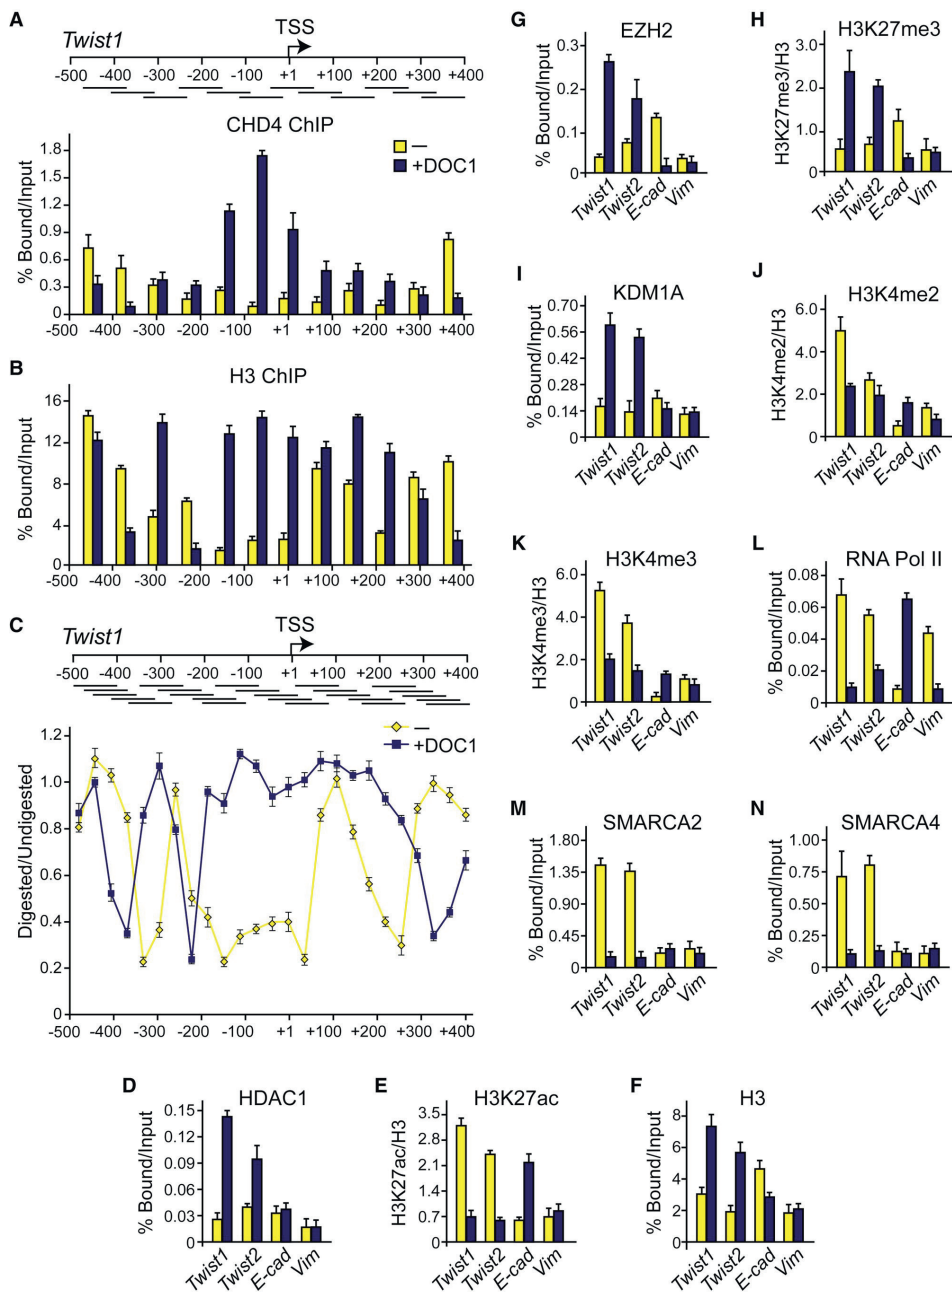 A
TSS
Twist1
-500 -400 -300 -200 -100 +1 +100 +200 +300 +400
CHD4 ChIP
—
+DOC1
% Bound/Input
1.8
1.5
1.2
0.9
0.6
0.3
0
-500 -400 -300 -200 -100 +1 +100 +200 +300 +400
B
H3 ChIP
% Bound/Input
16
12
8
4
0
-500 -400 -300 -200 -100 +1 +100 +200 +300 +400
C
TSS
Twist1
-500 -400 -300 -200 -100 +1 +100 +200 +300 +400
—
+DOC1
Digested/Undigested
1.2
1.0
0.8
0.6
0.4
0.2
0
-500 -400 -300 -200 -100 +1 +100 +200 +300 +400
D
HDAC1
% Bound/Input
0.15
0.12
0.09
0.06
0.03
0
Twist1 Twist2 E-cad Vim
E
H3K27ac
H3K27ac/H3
3.5
2.8
2.1
1.4
0.7
0
Twist1 Twist2 E-cad Vim
F
H3
% Bound/Input
8
6
4
2
0
Twist1 Twist2 E-cad Vim
G
EZH2
% Bound/Input
0.3
0.2
0.1
0
Twist1 Twist2 E-cad Vim
H
H3K27me3
H3K27me3/H3
3.0
2.0
1.0
0
Twist1 Twist2 E-cad Vim
I
KDM1A
% Bound/Input
0.70
0.56
0.42
0.28
0.14
0
Twist1 Twist2 E-cad Vim
J
H3K4me2
H3K4me2/H3
6.0
4.0
2.0
0
Twist1 Twist2 E-cad Vim
K
H3K4me3
H3K4me3/H3
6.0
4.0
2.0
0
Twist1 Twist2 E-cad Vim
L
RNA Pol II
% Bound/Input
0.08
0.06
0.04
0.02
0
Twist1 Twist2 E-cad Vim
M
SMARCA2
% Bound/Input
1.80
1.35
0.90
0.45
0
Twist1 Twist2 E-cad Vim
N
SMARCA4
% Bound/Input
1.00
0.75
0.50
0.25
0
Twist1 Twist2 E-cad Vim